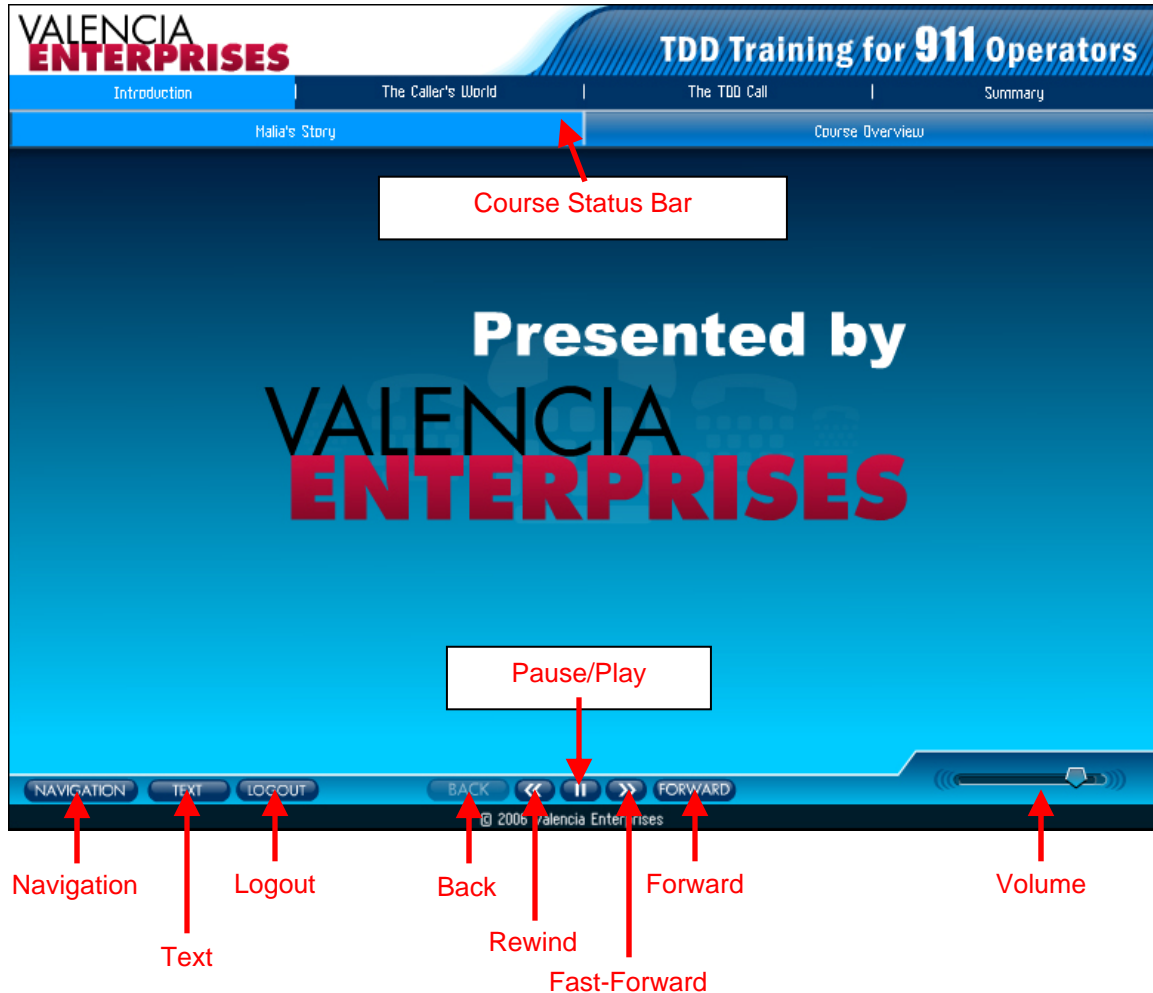 VALENCIA
ENTERPRISES
TDD Training for 911 Operators
Introduction | The Caller's World | The TDD Call | Summary
Malia's Story Course Overview
Course Status Bar
Presented by
VALENCIA
ENTERPRISES
Pause/Play
NAVIGATION TEXT LOGOUT BACK FORWARD
© 2006 Valencia Enterprises
Navigation Logout Back Forward Volume
Text Rewind
Fast-Forward